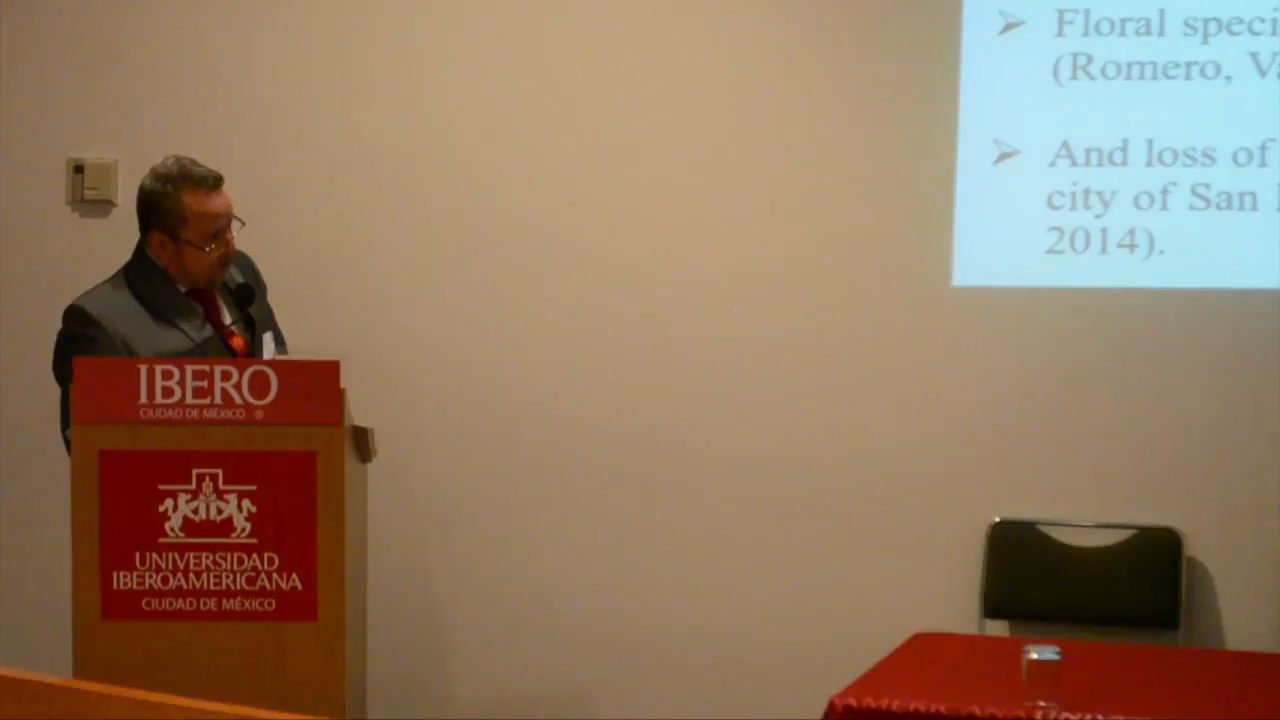 Floral speci
(Romero, Va
And loss of
city of San
2014).
IBERO
CIUDAD DE MÉXICO ®
UNIVERSIDAD
IBEROAMERICANA
CIUDAD DE MÉXICO